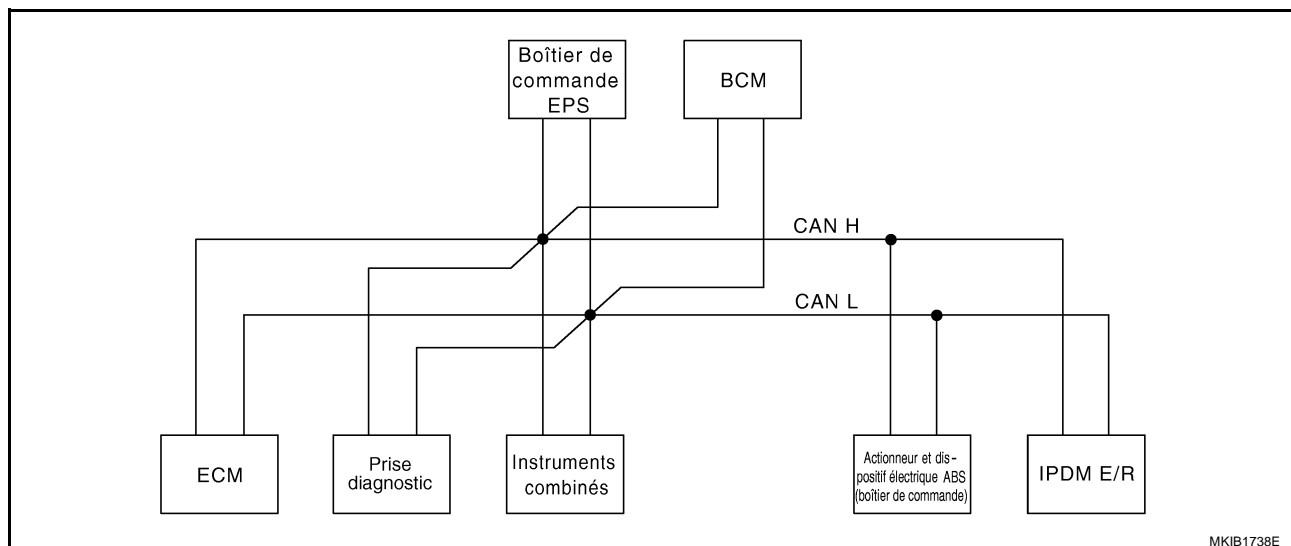 Boîtier de
commande
EPS
BCM
CAN H
CAN L
ECM
Prise
diagnostic
Instruments
combinés
Actionneur et dis-
positif électrique ABS
(boîtier de commande)
IPDM E/R
MKIB1738E